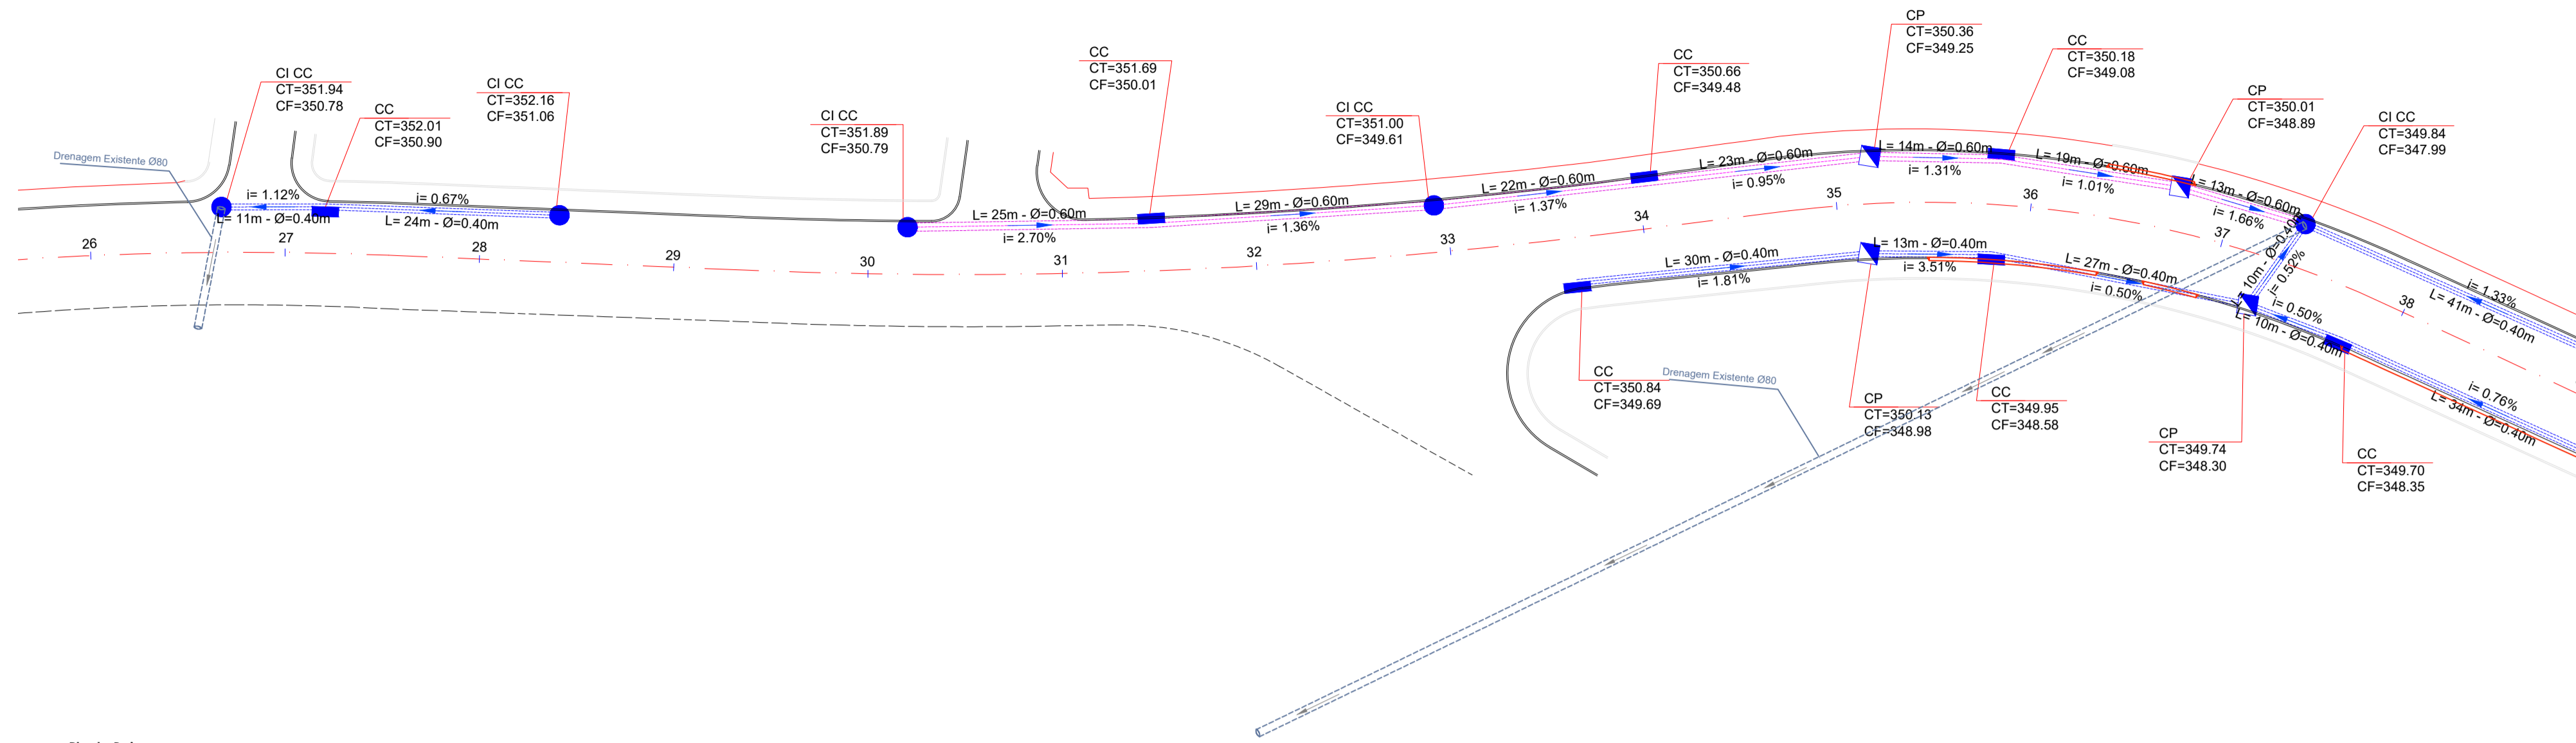 CI CC
CT=351.94
CF=350.78
CC
CT=352.01
CF=350.90
CI CC
CT=352.16
CF=351.06
CI CC
CT=351.89
CF=350.79
CC
CT=351.69
CF=350.01
CI CC
CT=351.00
CF=349.61
CC
CT=350.66
CF=349.48
CP
CT=350.36
CF=349.25
CC
CT=350.18
CF=349.08
CP
CT=350.01
CF=348.89
CI CC
CT=349.84
CF=347.99
Drenagem Existente Ø80
i= 1.12%
L= 11m - Ø=0.40m
i= 0.67%
L= 24m - Ø=0.40m
L= 25m - Ø=0.60m
i= 2.70%
L= 29m - Ø=0.60m
i= 1.36%
L= 22m - Ø=0.60m
i= 1.37%
L= 23m - Ø=0.60m
i= 0.95%
L= 14m - Ø=0.60m
i= 1.31%
L= 19m - Ø=0.60m
i= 1.01%
L= 13m - Ø=0.60m
i= 1.66%
26
27
28
29
30
31
32
33
34
35
36
37
38
L= 30m - Ø=0.40m
i= 1.81%
L= 13m - Ø=0.40m
i= 3.51%
L= 27m - Ø=0.40m
i= 0.50%
L= 10m - Ø=0.40m
i= 0.52%
i= 0.50%
L= 10m - Ø=0.40m
i= 1.33%
L= 41m - Ø=0.40m
i= 0.76%
L= 34m - Ø=0.40m
CC
CT=350.84
CF=349.69
Drenagem Existente Ø80
CP
CT=350.13
CF=348.98
CC
CT=349.95
CF=348.58
CP
CT=349.74
CF=348.30
CC
CT=349.70
CF=348.35